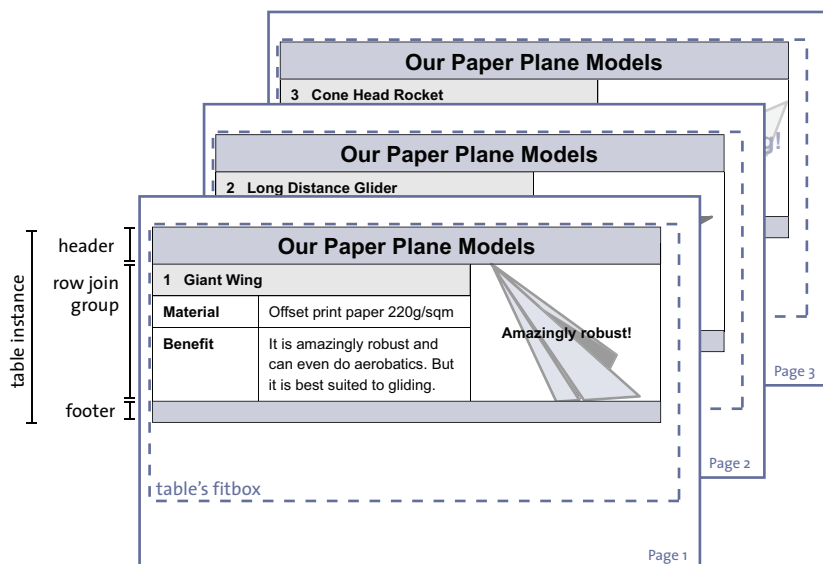 Our Paper Plane Models
3 Cone Head Rocket
g!
Page 3
Our Paper Plane Models
2 Long Distance Glider
Page 2
table instance
header
row join
group
footer
Our Paper Plane Models
1 Giant Wing
Material
Offset print paper 220g/sqm
Benefit
It is amazingly robust and
can even do aerobatics. But
it is best suited to gliding.
Amazingly robust!
table's fitbox
Page 1